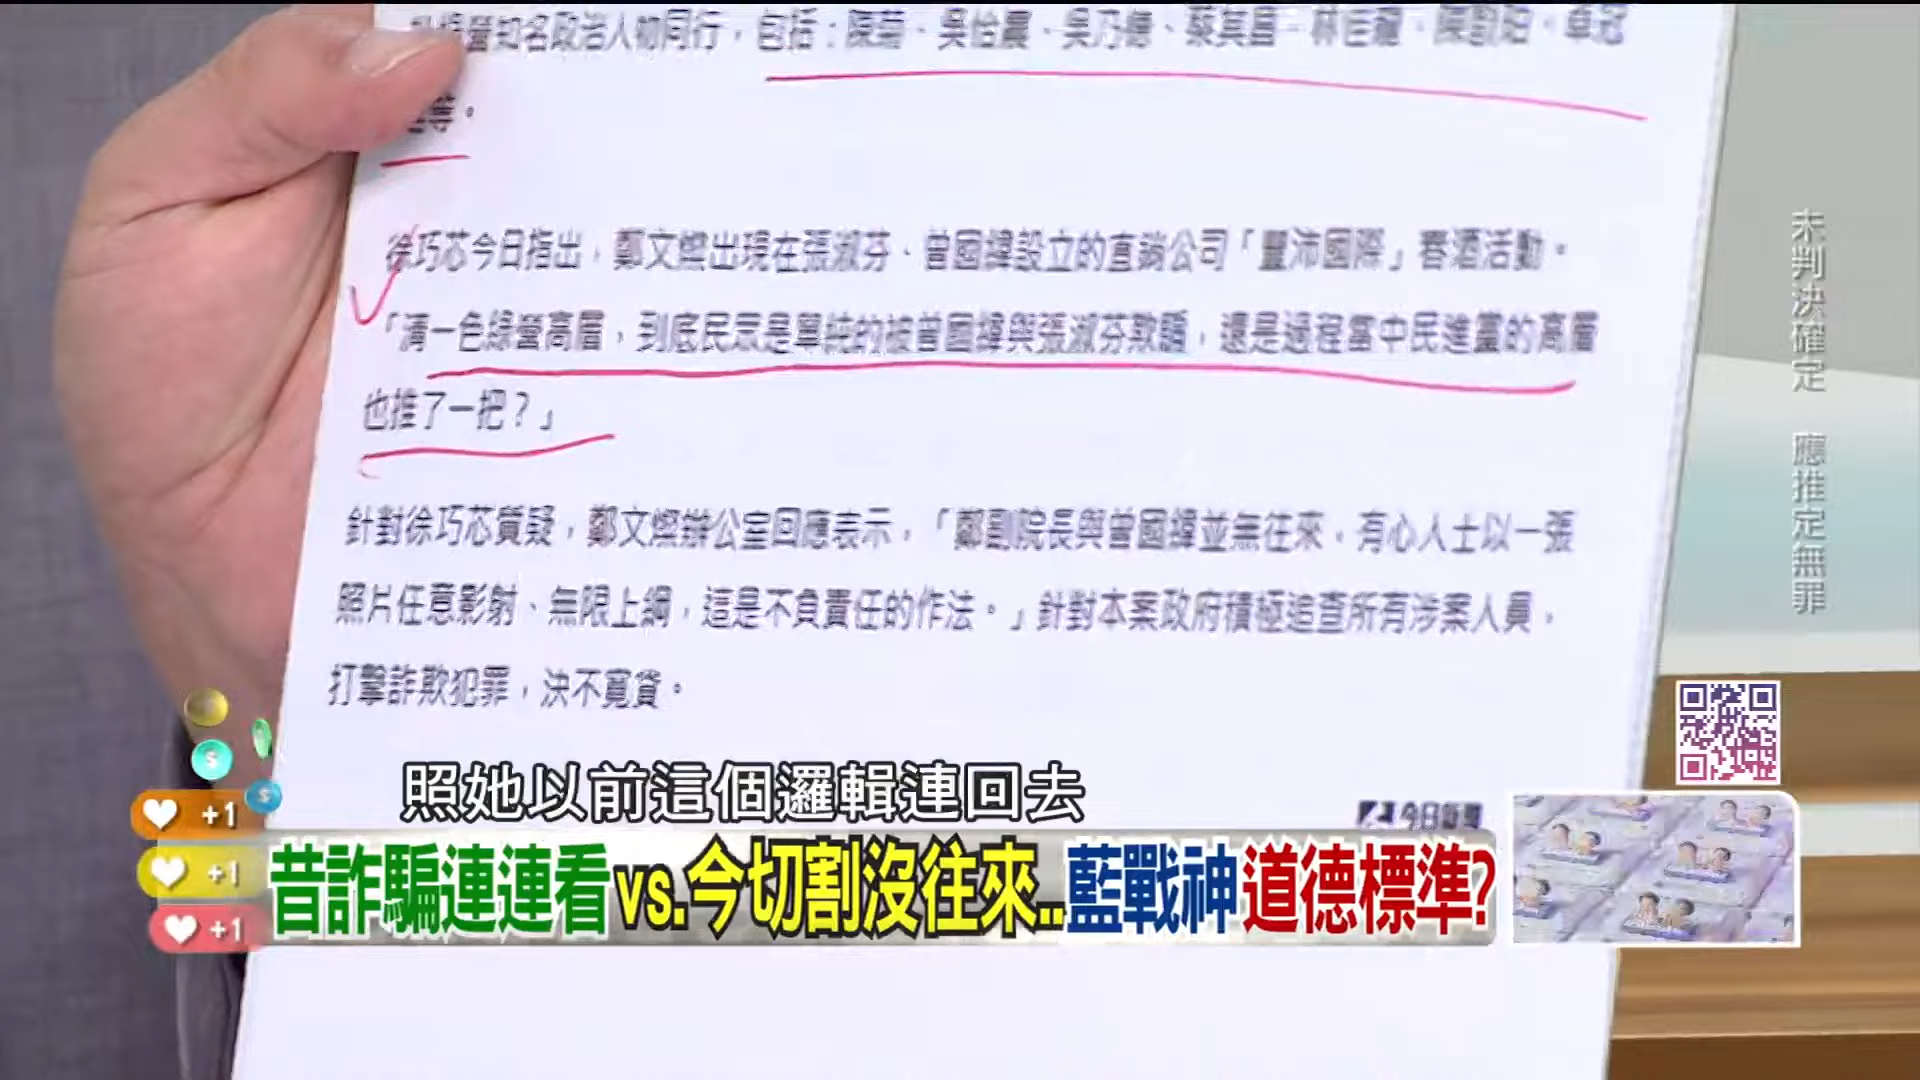 營知名政治人物同行，包括：陳菊、吳怡農、吳乃德、蔡其昌、林佳龍、陳歐珀、卓冠
等。
徐巧芯今日指出，鄭文燦出現在張淑芬、曾國緯設立的直銷公司「豐沛國際」春酒活動。
「清一色綠營高層，到底民眾是單純的被曾國緯與張淑芬欺騙，還是過程當中民進黨的高層
也推了一把？」
針對徐巧芯質疑，鄭文燦辦公室回應表示，「鄭副院長與曾國緯並無往來，有心人士以一張
照片任意影射、無限上綱，這是不負責任的作法。」針對本案政府積極追查所有涉案人員，
打擊詐欺犯罪，決不寬貸。
未判決確定 應推定無罪
照她以前這個邏輯連回去
今日新聞
+1
+1
+1
昔詐騙連連看vs.今切割沒往來..藍戰神道德標準?